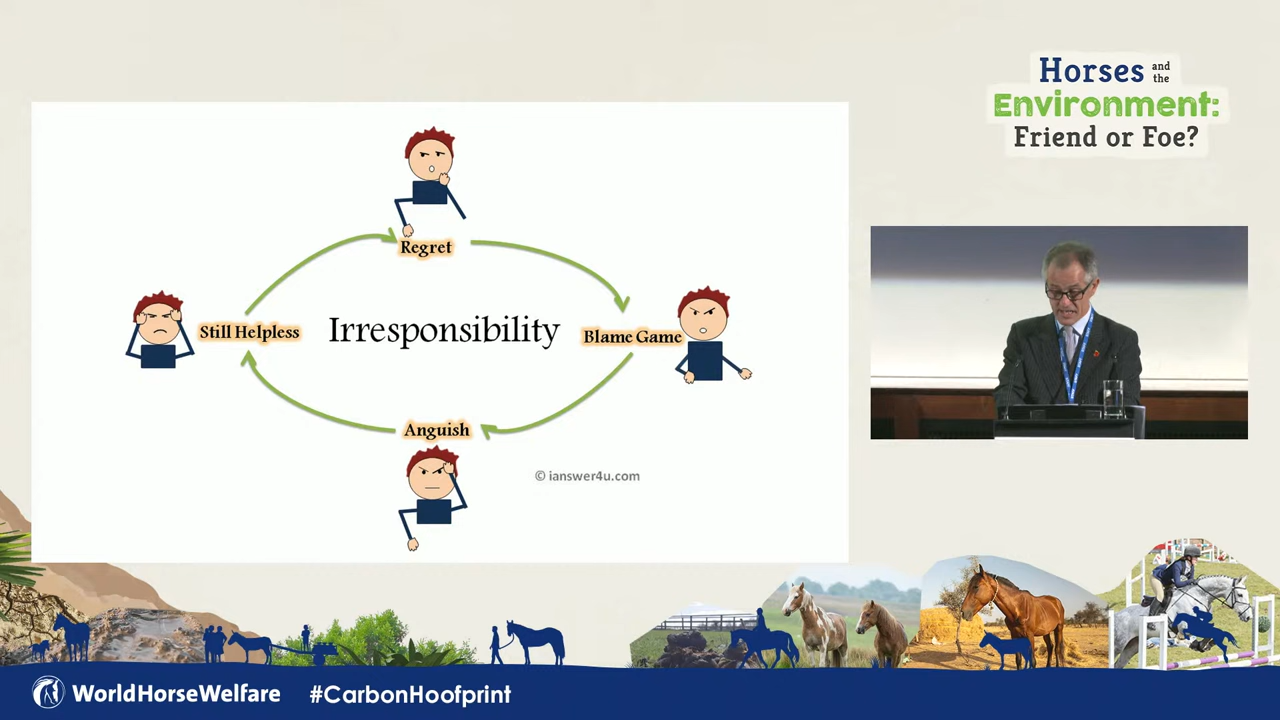 Horses and the
Environment:
Friend or Foe?
Regret
Still Helpless
Irresponsibility
Blame Game
Anguish
© ianswer4u.com
WorldHorseWelfare
#CarbonHoofprint